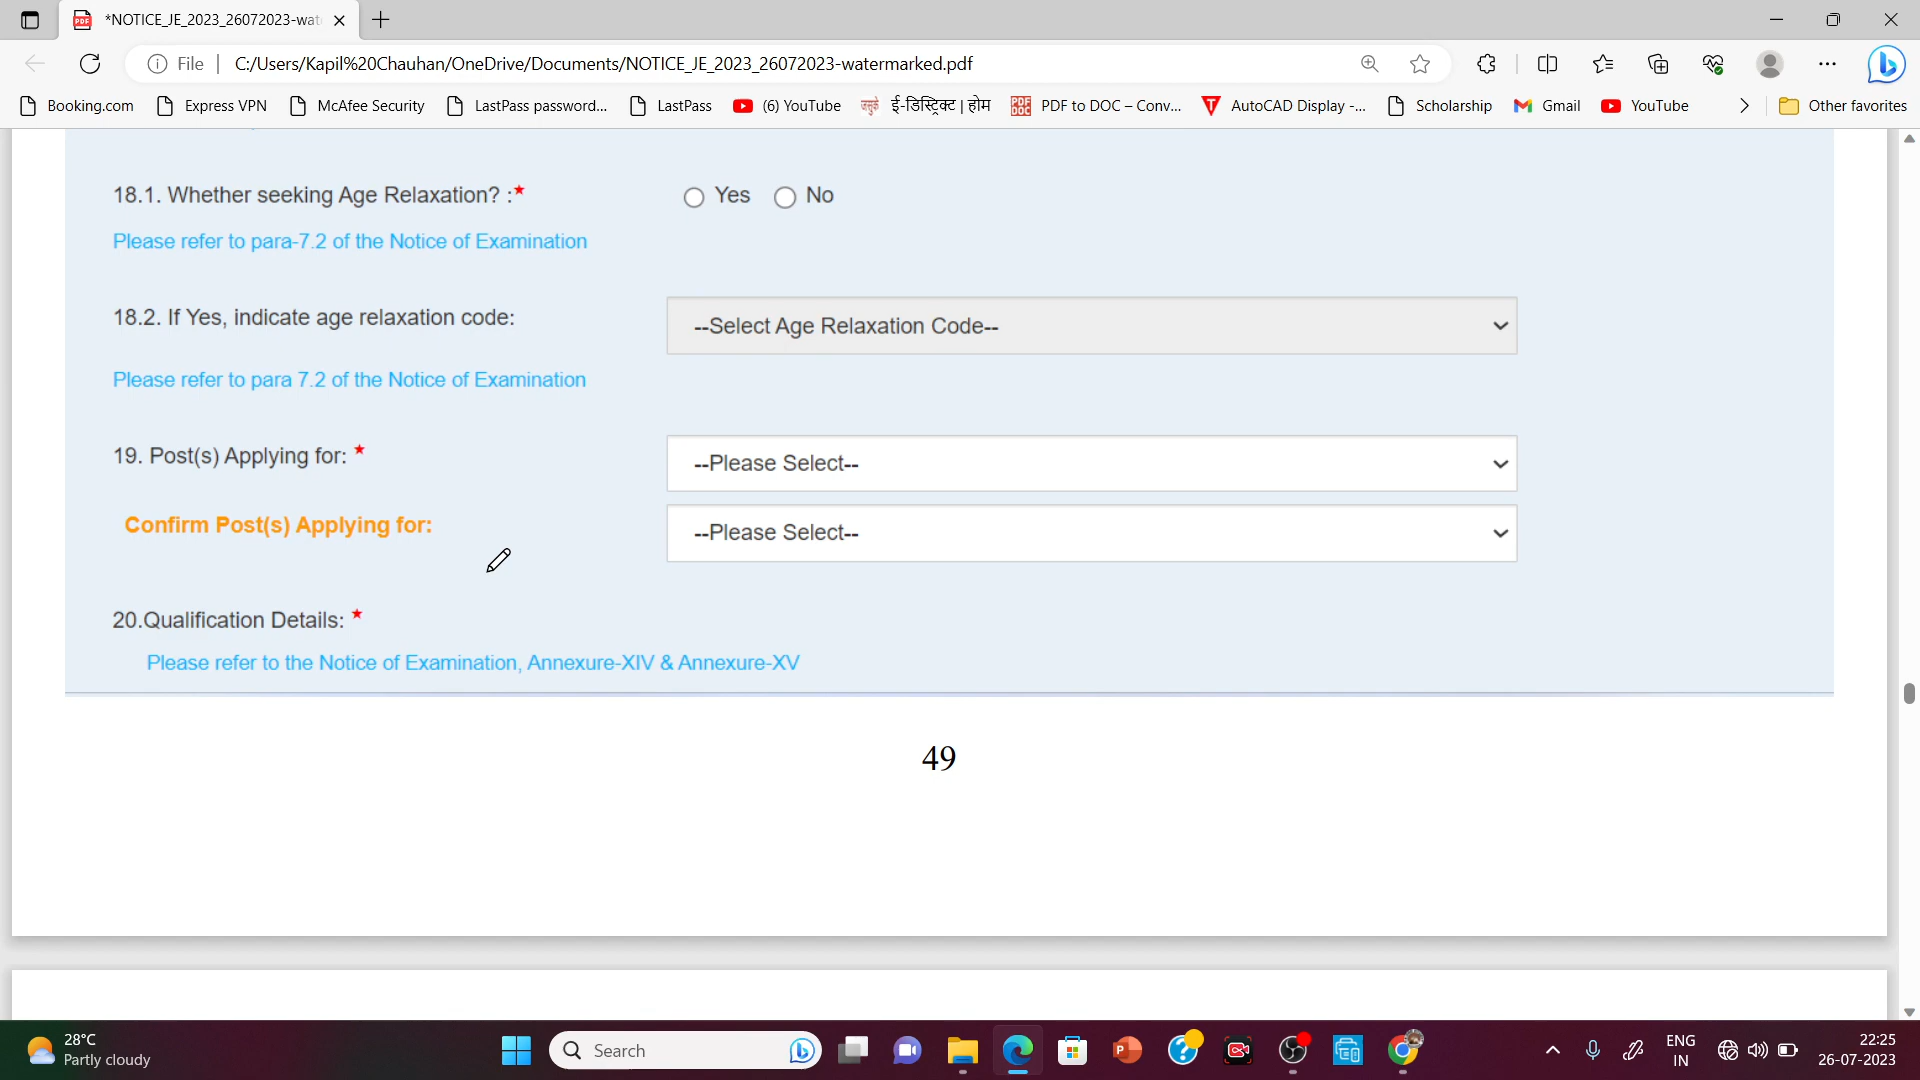 *NOTICE_JE_2023_26072023-wat
File
C:/Users/Kapil%20Chauhan/OneDrive/Documents/NOTICE_JE_2023_26072023-watermarked.pdf
Booking.com
Express VPN
McAfee Security
LastPass password...
LastPass
(6) YouTube
ई-डिस्ट्रिक्ट | होम
PDF to DOC – Conv...
AutoCAD Display -...
Scholarship
Gmail
YouTube
Other favorites
18.1. Whether seeking Age Relaxation? :* Yes No
Please refer to para-7.2 of the Notice of Examination
18.2. If Yes, indicate age relaxation code: --Select Age Relaxation Code--
Please refer to para 7.2 of the Notice of Examination
19. Post(s) Applying for: * --Please Select--
Confirm Post(s) Applying for: --Please Select--
20.Qualification Details: *
Please refer to the Notice of Examination, Annexure-XIV & Annexure-XV
49
28°C
Partly cloudy
Search
ENG
IN
22:25
26-07-2023